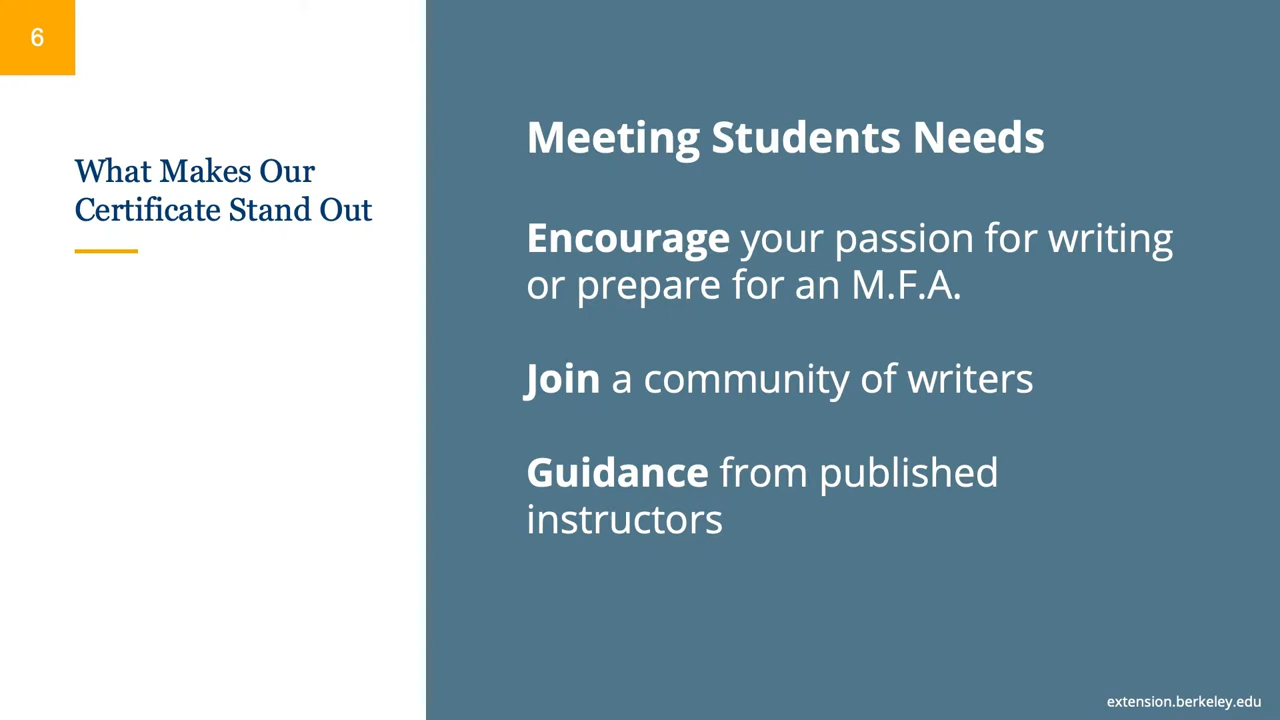 6
What Makes Our
Certificate Stand Out
Meeting Students Needs
Encourage your passion for writing
or prepare for an M.F.A.
Join a community of writers
Guidance from published
instructors
extension.berkeley.edu